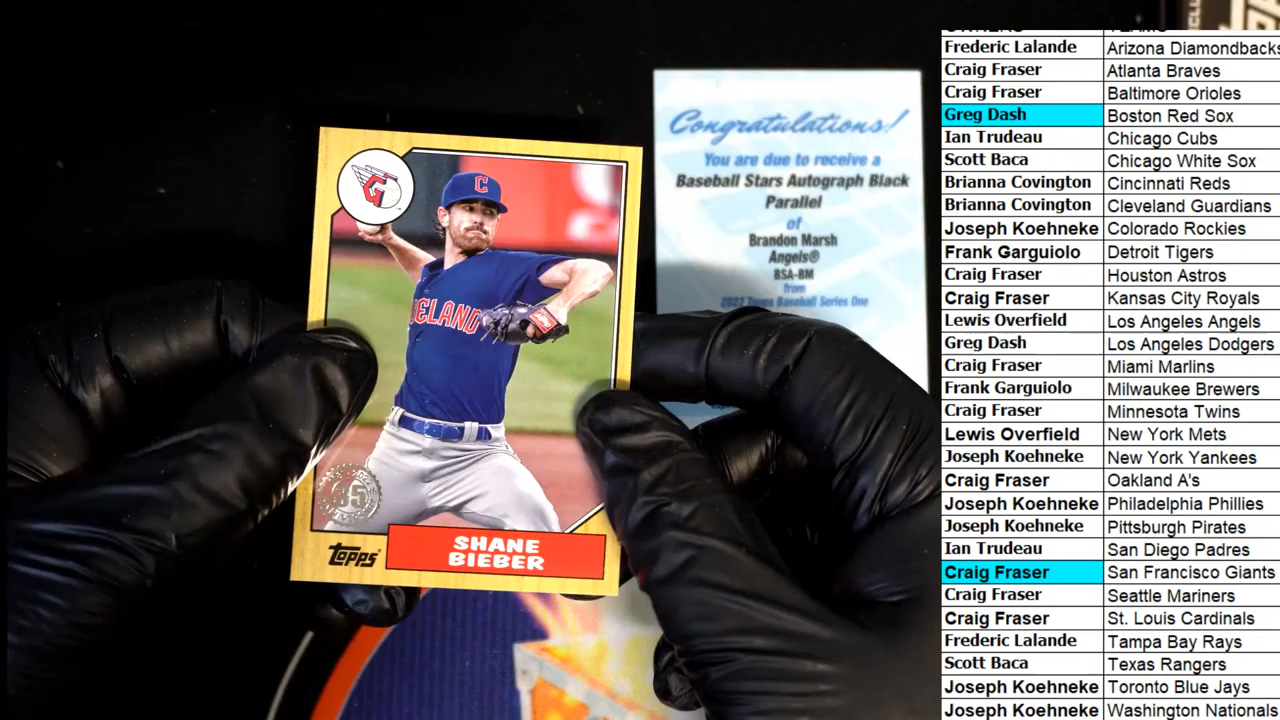 C
CELAND
35
Topps
SHANE
BIEBER
Congratulations!
You are due to receive a
Baseball Stars Autograph Black
Parallel
of
Brandon Marsh
Angels®
BSA-BM
from
2022 Topps Baseball Series One
Frederic Lalande Arizona Diamondbacks
Craig Fraser Atlanta Braves
Craig Fraser Baltimore Orioles
Greg Dash Boston Red Sox
Ian Trudeau Chicago Cubs
Scott Baca Chicago White Sox
Brianna Covington Cincinnati Reds
Brianna Covington Cleveland Guardians
Joseph Koehneke Colorado Rockies
Frank Garguiolo Detroit Tigers
Craig Fraser Houston Astros
Craig Fraser Kansas City Royals
Lewis Overfield Los Angeles Angels
Greg Dash Los Angeles Dodgers
Craig Fraser Miami Marlins
Frank Garguiolo Milwaukee Brewers
Craig Fraser Minnesota Twins
Lewis Overfield New York Mets
Joseph Koehneke New York Yankees
Craig Fraser Oakland A's
Joseph Koehneke Philadelphia Phillies
Joseph Koehneke Pittsburgh Pirates
Ian Trudeau San Diego Padres
Craig Fraser San Francisco Giants
Craig Fraser Seattle Mariners
Craig Fraser St. Louis Cardinals
Frederic Lalande Tampa Bay Rays
Scott Baca Texas Rangers
Joseph Koehneke Toronto Blue Jays
Joseph Koehneke Washington Nationals